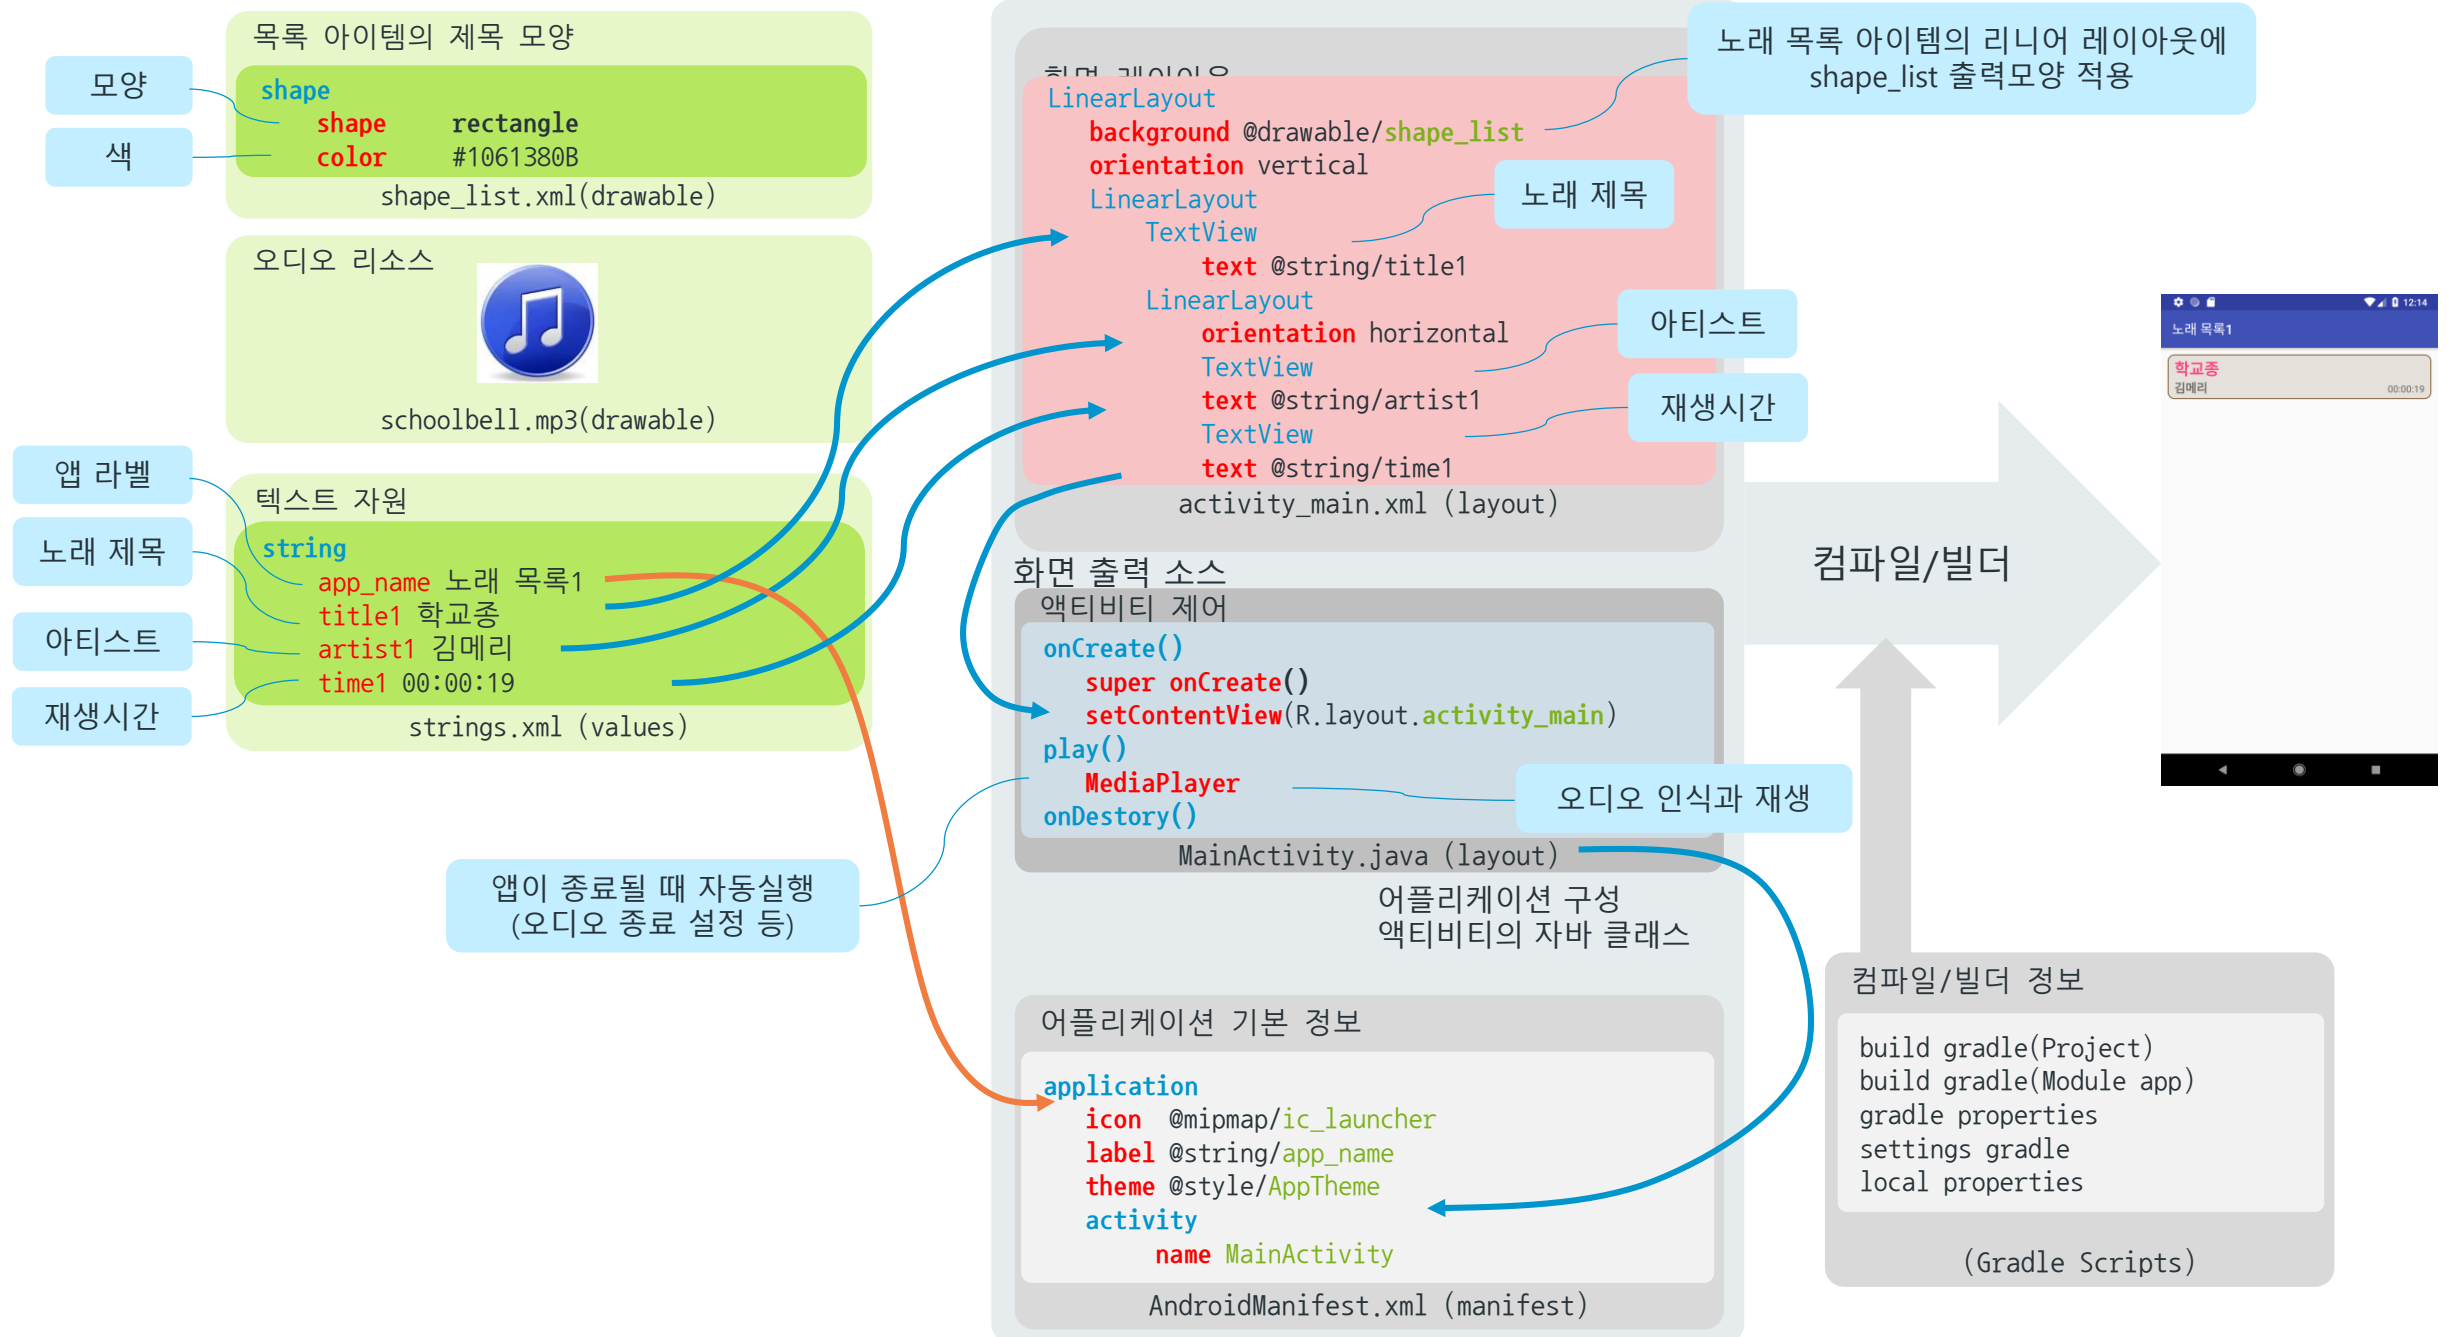 목록 아이템의 제목 모양
모양
색
shape
shape rectangle
color #1061380B
shape_list.xml(drawable)
오디오 리소스
schoolbell.mp3(drawable)
앱 라벨
노래 제목
아티스트
재생시간
텍스트 자원
string
app_name 노래 목록1
title1 학교종
artist1 김메리
time1 00:00:19
strings.xml (values)
앱이 종료될 때 자동실행
(오디오 종료 설정 등)
화면 레이아웃
LinearLayout
background @drawable/shape_list
orientation vertical
LinearLayout
TextView
text @string/title1
LinearLayout
orientation horizontal
TextView
text @string/artist1
TextView
text @string/time1
activity_main.xml (layout)
노래 목록 아이템의 리니어 레이아웃에
shape_list 출력모양 적용
노래 제목
아티스트
재생시간
화면 출력 소스
액티비티 제어
onCreate()
super onCreate()
setContentView(R.layout.activity_main)
play()
MediaPlayer
onDestory()
오디오 인식과 재생
MainActivity.java (layout)
어플리케이션 구성
액티비티의 자바 클래스
어플리케이션 기본 정보
application
icon @mipmap/ic_launcher
label @string/app_name
theme @style/AppTheme
activity
name MainActivity
AndroidManifest.xml (manifest)
컴파일/빌더
컴파일/빌더 정보
build gradle(Project)
build gradle(Module app)
gradle properties
settings gradle
local properties
(Gradle Scripts)
12:14
노래 목록1
학교종
김메리 00:00:19